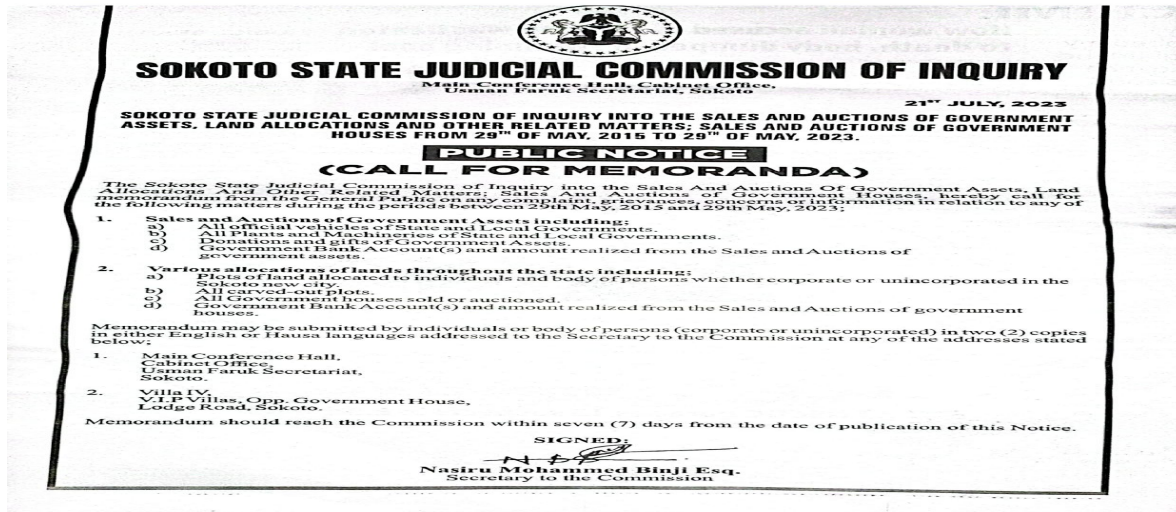 SOKOTO STATE JUDICIAL COMMISSION OF INQUIRY
Main Conference Hall, Cabinet Office,
Usman Faruk Secretariat, Sokoto
21ST JULY, 2023
SOKOTO STATE JUDICIAL COMMISSION OF INQUIRY INTO THE SALES AND AUCTIONS OF GOVERNMENT
ASSETS, LAND ALLOCATIONS AND OTHER RELATED MATTERS; SALES AND AUCTIONS OF GOVERNMENT
HOUSES FROM 29TH OF MAY, 2015 TO 29TH OF MAY, 2023.
PUBLIC NOTICE
(CALL FOR MEMORANDA)
The Sokoto State Judicial Commission of Inquiry into the Sales And Auctions Of Government Assets, Land
Allocations And Other Related Matters; Sales And Auctions of Government Houses, hereby call for
memorandum from the General Public on any complaint, grievances, concerns or information in relation to any of
the following matters during the periods between 29th May, 2015 and 29th May, 2023;
1. Sales and Auctions of Government Assets including;
a) All official vehicles of State and Local Governments.
b) All Plants and Machineries of State and Local Governments.
c) Donations and gifts of Government Assets.
d) Government Bank Account(s) and amount realized from the Sales and Auctions of
government assets.
2. Various allocations of lands throughout the state including;
a) Plots of land allocated to individuals and body of persons whether corporate or unincorporated in the
Sokoto new city.
b) All carved-out plots.
c) All Government houses sold or auctioned.
d) Government Bank Account(s) and amount realized from the Sales and Auctions of government
houses.
Memorandum may be submitted by individuals or body of persons (corporate or unincorporated) in two (2) copies
in either English or Hausa languages addressed to the Secretary to the Commission at any of the addresses stated
below;
1. Main Conference Hall,
Cabinet Office,
Usman Faruk Secretariat,
Sokoto.
2. Villa IV,
V.I.P Villas, Opp. Government House,
Lodge Road, Sokoto.
Memorandum should reach the Commission within seven (7) days from the date of publication of this Notice.
SIGNED:
Nasiru Mohammed Binji Esq.
Secretary to the Commission